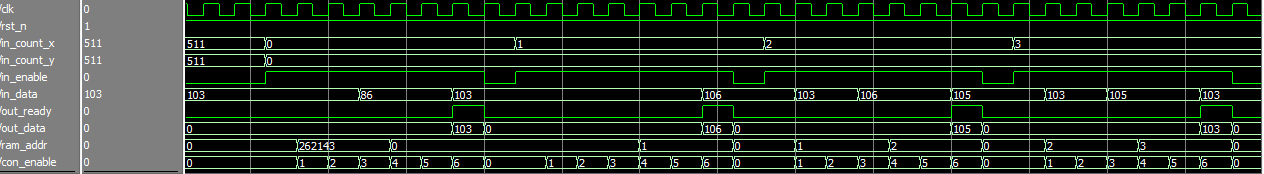 /clk 0
/rst_n 1
/in_count_x 511 511 0 1 2 3
/in_count_y 511 511 0
/in_enable 0
/in_data 103 103 86 103 106 103 106 105 103 105 103
/out_ready 0
/out_data 0 0 103 0 106 0 105 0 103 0
/ram_addr 0 0 262143 0 1 0 1 2 0 2 3 0
/con_enable 0 0 1 2 3 4 5 6 0 1 2 3 4 5 6 0 1 2 3 4 5 6 0 1 2 3 4 5 6 0